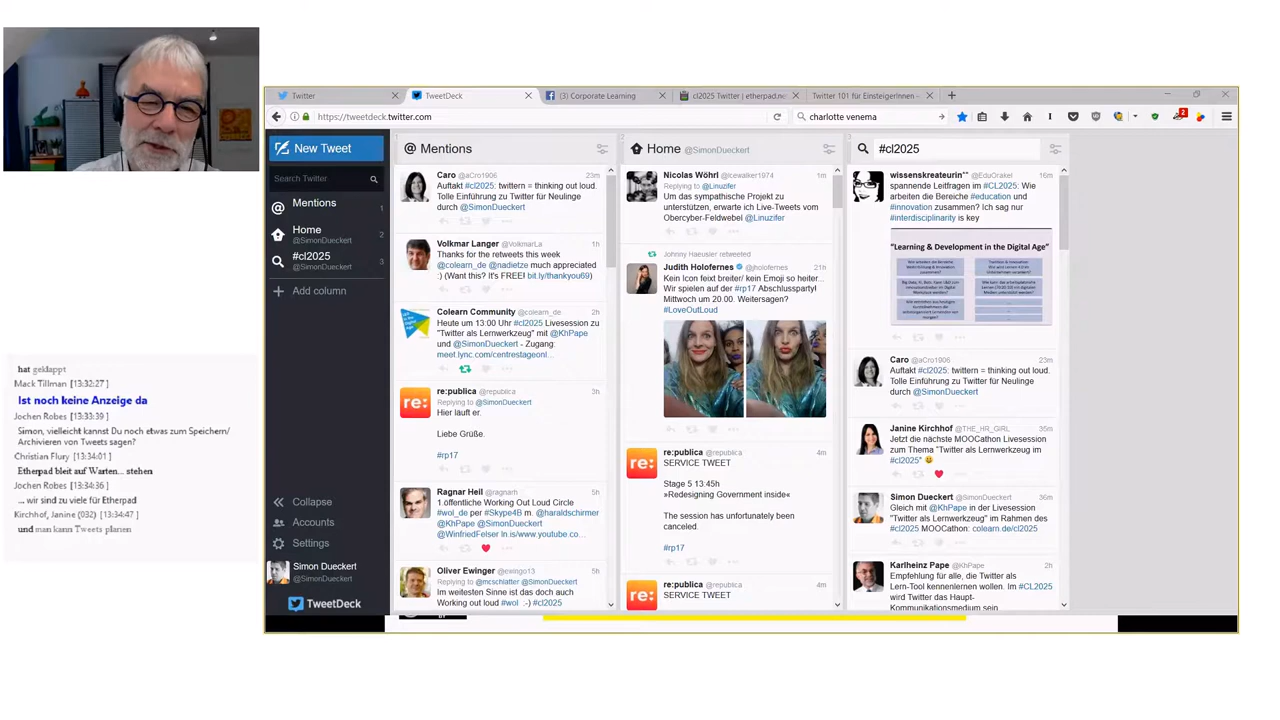 hat geklappt
Mack Tillman [13:32:27]
Ist noch keine Anzeige da
Jochen Robes [13:33:39]
Simon, vielleicht kannst Du noch etwas zum Speichern/
Archivieren von Tweets sagen?
Christian Flury [13:34:01]
Etherpad bleit auf Warten... stehen
Jochen Robes [13:34:36]
... wir sind zu viele für Etherpad
Kirchhof, Janine (032) [13:34:47]
und man kann Tweets planen
Twitter
TweetDeck
(3) Corporate Learning
cl2025 Twitter | etherpad.ne
Twitter 101 für EinsteigerInnen -
https://tweetdeck.twitter.com
charlotte venema
2
New Tweet
Search Twitter
Mentions 1
Home 2
@SimonDueckert
#cl2025 3
@SimonDueckert
Add column
Collapse
Accounts
Settings
Simon Dueckert
@SimonDueckert
TweetDeck
1
Mentions
Caro @aCro1906 23m
Auftakt #cl2025: twittern = thinking out loud.
Tolle Einführung zu Twitter für Neulinge
durch @SimonDueckert
Volkmar Langer @VolkmarLa 1h
Thanks for the retweets this week
@colearn_de @nadietze much appreciated
:) (Want this? It's FREE! bit.ly/thankyou69)
Colearn Community @colearn_de 2h
Heute um 13:00 Uhr #cl2025 Livesession zu
"Twitter als Lernwerkzeug" mit @KhPape
und @SimonDueckert - Zugang:
meet.lync.com/centrestageonl...
re:publica @republica 3h
Replying to @SimonDueckert
Hier läuft er.
Liebe Grüße.
#rp17
re:
Ragnar Heil @ragnarh 5h
1.öffentliche Working Out Loud Circle
#wol_de per #Skype4B m. @haraldschirmer
@KhPape @SimonDueckert
@WinfriedFelser ln.is/www.youtube.co...
Oliver Ewinger @ewingo13 5h
Replying to @mcschlatter @SimonDueckert
Im weitesten Sinne ist das doch auch
Working out loud #wol .-) #cl2025
2
Home @SimonDueckert
Nicolas Wöhrl @icewalker1974 1m
Replying to @Linuzifer
Um das sympathische Projekt zu
unterstützen, erwarte ich Live-Tweets vom
Obercyber-Feldwebel @Linuzifer
Johnny Haeusler retweeted
Judith Holofernes @jholofernes 21h
Kein Icon feixt breiter/ kein Emoji so heiter...
Wir spielen auf der #rp17 Abschlussparty!
Mittwoch um 20.00. Weitersagen?
#LoveOutLoud
re:publica @republica 4m
SERVICE TWEET
Stage 5 13:45h
»Redesigning Government inside«
The session has unfortunately been
canceled.
#rp17
re:
re:publica @republica 4m
SERVICE TWEET
re:
3
#cl2025
wissenskreateurin** @EduOrakel 16m
spannende Leitfragen im #CL2025: Wie
arbeiten die Bereiche #education und
#innovation zusammen? Ich sag nur
#interdisciplinarity is key
"Learning & Development in the Digital Age"
Caro @aCro1906 23m
Auftakt #cl2025: twittern = thinking out loud.
Tolle Einführung zu Twitter für Neulinge
durch @SimonDueckert
Janine Kirchhof @THE_HR_GIRL 35m
Jetzt die nächste MOOCathon Livesession
zum Thema "Twitter als Lernwerkzeug im
#cl2025"
Simon Dueckert @SimonDueckert 36m
Gleich mit @KhPape in der Livesession
"Twitter als Lernwerkzeug" im Rahmen des
#cl2025 MOOCathon: colearn.de/cl2025
Karlheinz Pape @KhPape 2h
Empfehlung für alle, die Twitter als
Lern-Tool kennenlernen wollen. Im #CL2025
wird Twitter das Haupt-
Kommunikationsmedium sein